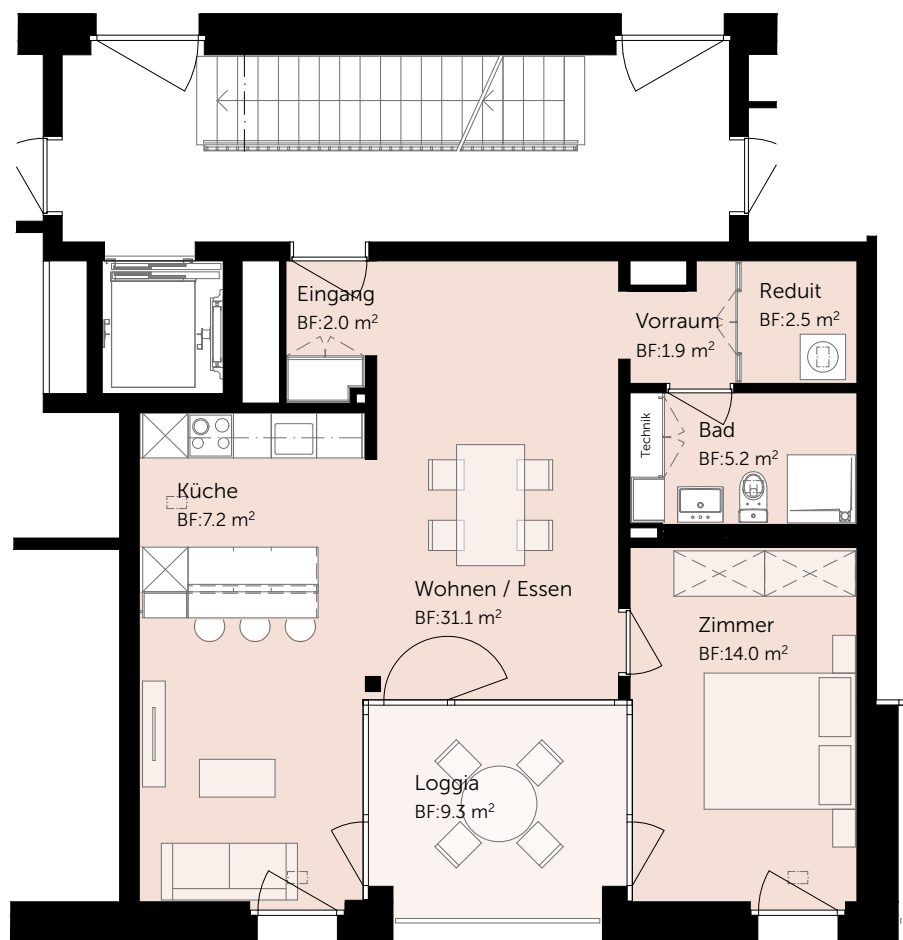 Eingang
BF:2.0 m²
Vorraum
BF:1.9 m²
Reduit
BF:2.5 m²
Technik
Bad
BF:5.2 m²
Küche
BF:7.2 m²
Wohnen / Essen
BF:31.1 m²
Zimmer
BF:14.0 m²
Loggia
BF:9.3 m²